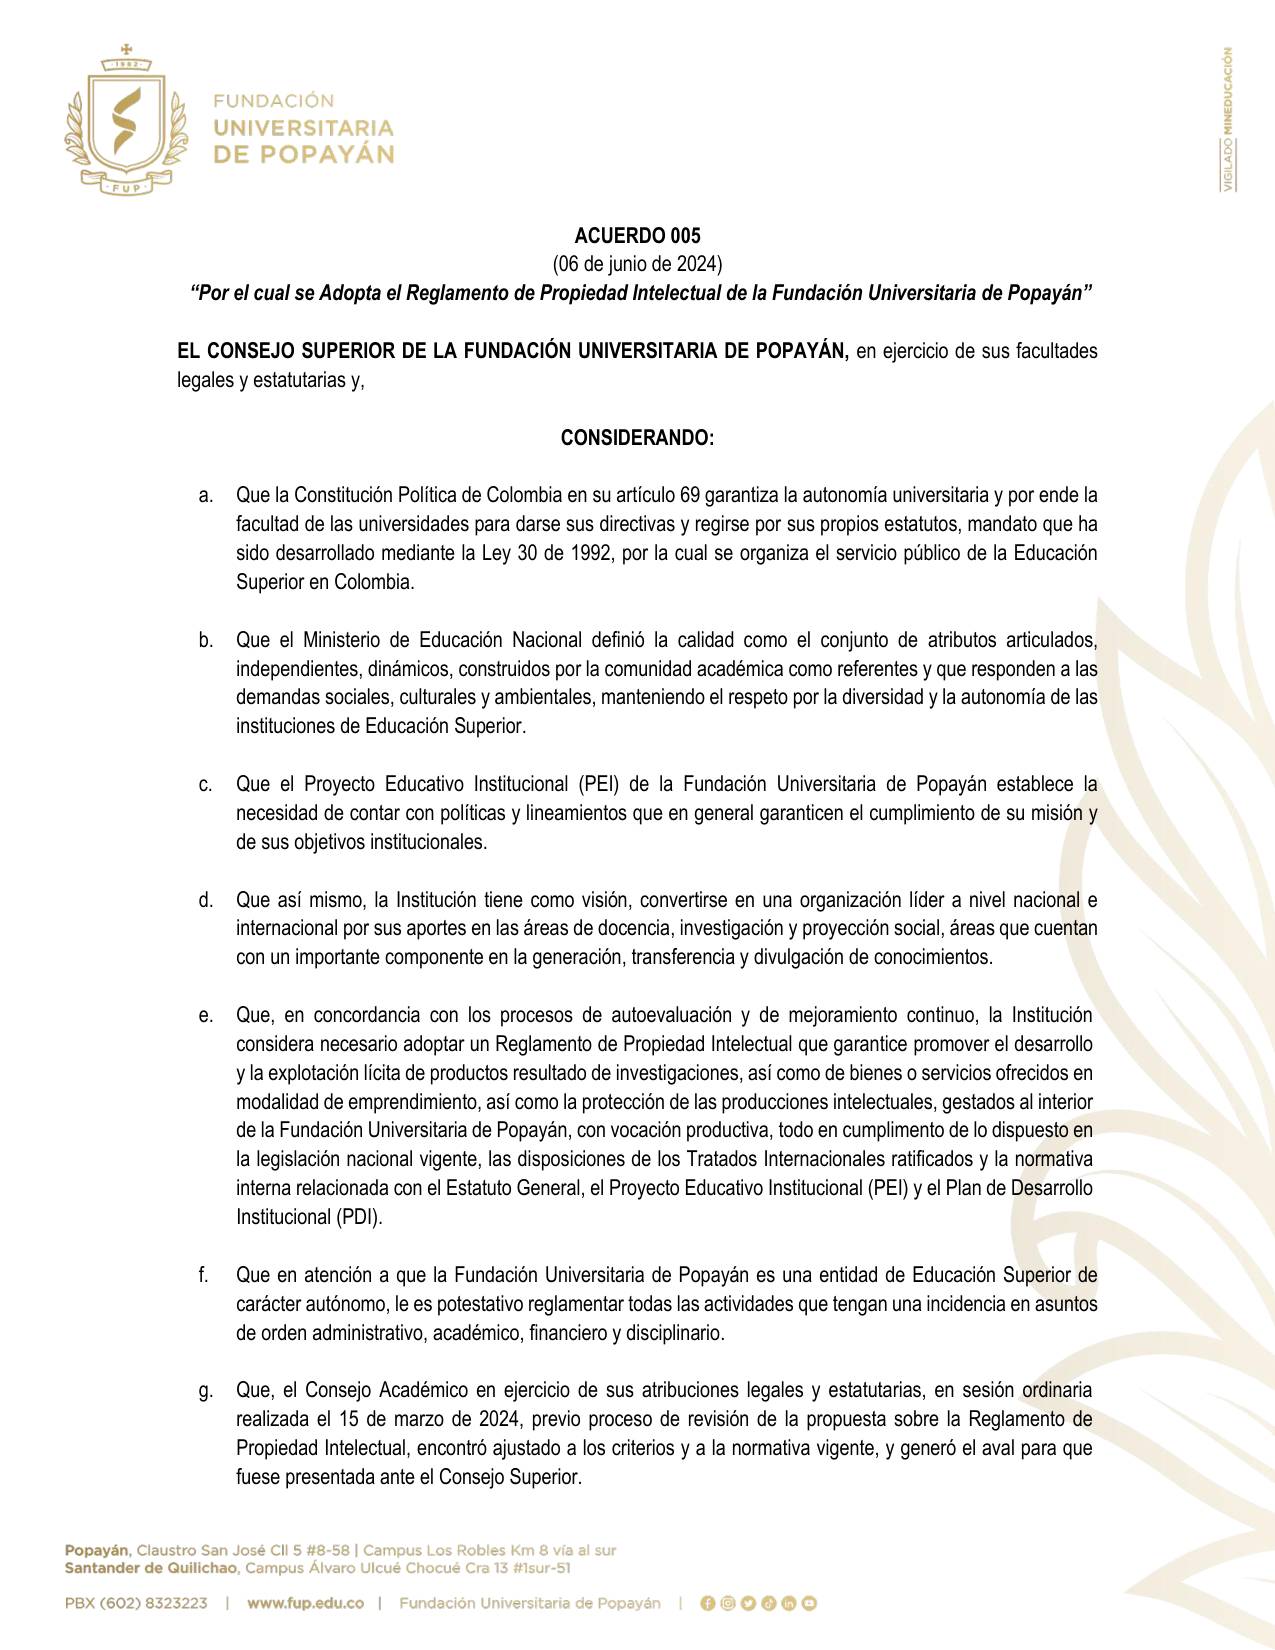 1982
FUP
FUNDACIÓN
UNIVERSITARIA
DE POPAYÁN
VIGILADO MINEDUCACIÓN
ACUERDO 005
(06 de junio de 2024)
“Por el cual se Adopta el Reglamento de Propiedad Intelectual de la Fundación Universitaria de Popayán”
EL CONSEJO SUPERIOR DE LA FUNDACIÓN UNIVERSITARIA DE POPAYÁN, en ejercicio de sus facultades
legales y estatutarias y,
CONSIDERANDO:
a. Que la Constitución Política de Colombia en su artículo 69 garantiza la autonomía universitaria y por ende la
facultad de las universidades para darse sus directivas y regirse por sus propios estatutos, mandato que ha
sido desarrollado mediante la Ley 30 de 1992, por la cual se organiza el servicio público de la Educación
Superior en Colombia.
b. Que el Ministerio de Educación Nacional definió la calidad como el conjunto de atributos articulados,
independientes, dinámicos, construidos por la comunidad académica como referentes y que responden a las
demandas sociales, culturales y ambientales, manteniendo el respeto por la diversidad y la autonomía de las
instituciones de Educación Superior.
c. Que el Proyecto Educativo Institucional (PEI) de la Fundación Universitaria de Popayán establece la
necesidad de contar con políticas y lineamientos que en general garanticen el cumplimiento de su misión y
de sus objetivos institucionales.
d. Que así mismo, la Institución tiene como visión, convertirse en una organización líder a nivel nacional e
internacional por sus aportes en las áreas de docencia, investigación y proyección social, áreas que cuentan
con un importante componente en la generación, transferencia y divulgación de conocimientos.
e. Que, en concordancia con los procesos de autoevaluación y de mejoramiento continuo, la Institución
considera necesario adoptar un Reglamento de Propiedad Intelectual que garantice promover el desarrollo
y la explotación lícita de productos resultado de investigaciones, así como de bienes o servicios ofrecidos en
modalidad de emprendimiento, así como la protección de las producciones intelectuales, gestados al interior
de la Fundación Universitaria de Popayán, con vocación productiva, todo en cumplimento de lo dispuesto en
la legislación nacional vigente, las disposiciones de los Tratados Internacionales ratificados y la normativa
interna relacionada con el Estatuto General, el Proyecto Educativo Institucional (PEI) y el Plan de Desarrollo
Institucional (PDI).
f. Que en atención a que la Fundación Universitaria de Popayán es una entidad de Educación Superior de
carácter autónomo, le es potestativo reglamentar todas las actividades que tengan una incidencia en asuntos
de orden administrativo, académico, financiero y disciplinario.
g. Que, el Consejo Académico en ejercicio de sus atribuciones legales y estatutarias, en sesión ordinaria
realizada el 15 de marzo de 2024, previo proceso de revisión de la propuesta sobre la Reglamento de
Propiedad Intelectual, encontró ajustado a los criterios y a la normativa vigente, y generó el aval para que
fuese presentada ante el Consejo Superior.
Popayán, Claustro San José Cll 5 #8-58 | Campus Los Robles Km 8 vía al sur
Santander de Quilichao, Campus Álvaro Ulcué Chocué Cra 13 #1sur-51
PBX (602) 8323223 | www.fup.edu.co | Fundación Universitaria de Popayán |